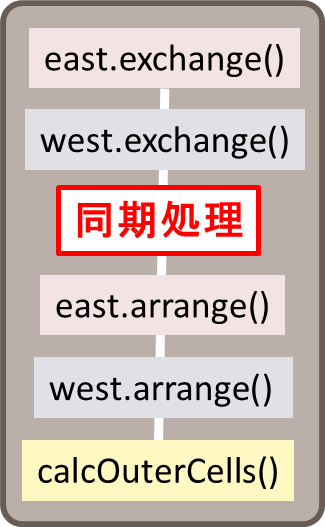 east.exchange()
west.exchange()
同期処理
east.arrange()
west.arrange()
calcOuterCells()